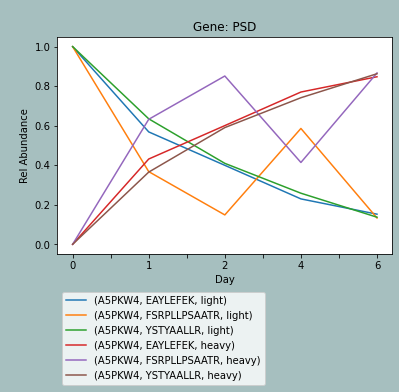 Gene: PSD
1.0
0.8
0.6
0.4
0.2
0.0
Rel Abundance
0 1 2 4 6
Day
(A5PKW4, EAYLEFEK, light)
(A5PKW4, FSRPLLPSAATR, light)
(A5PKW4, YSTYAALLR, light)
(A5PKW4, EAYLEFEK, heavy)
(A5PKW4, FSRPLLPSAATR, heavy)
(A5PKW4, YSTYAALLR, heavy)